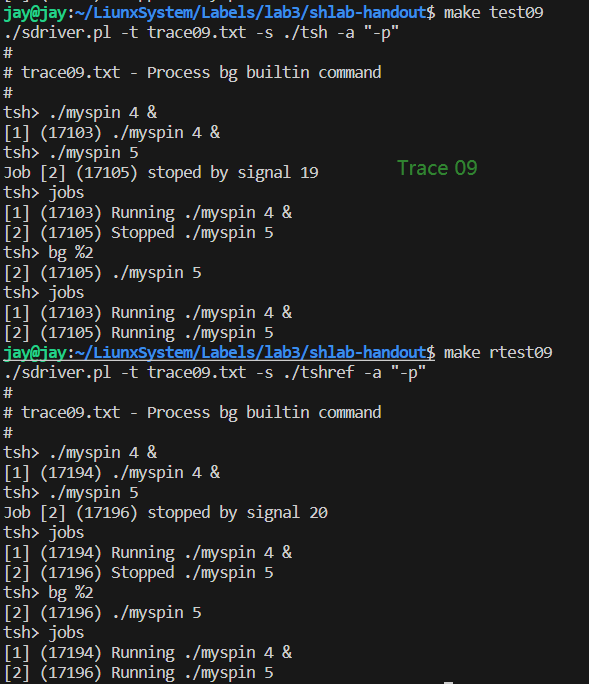 jay@jay:~/LiunxSystem/Labels/lab3/shlab-handout$ make test09
./sdriver.pl -t trace09.txt -s ./tsh -a "-p"
#
# trace09.txt - Process bg builtin command
#
tsh> ./myspin 4 &
[1] (17103) ./myspin 4 &
tsh> ./myspin 5
Job [2] (17105) stoped by signal 19
Trace 09
tsh> jobs
[1] (17103) Running ./myspin 4 &
[2] (17105) Stopped ./myspin 5
tsh> bg %2
[2] (17105) ./myspin 5
tsh> jobs
[1] (17103) Running ./myspin 4 &
[2] (17105) Running ./myspin 5
jay@jay:~/LiunxSystem/Labels/lab3/shlab-handout$ make rtest09
./sdriver.pl -t trace09.txt -s ./tshref -a "-p"
#
# trace09.txt - Process bg builtin command
#
tsh> ./myspin 4 &
[1] (17194) ./myspin 4 &
tsh> ./myspin 5
Job [2] (17196) stopped by signal 20
tsh> jobs
[1] (17194) Running ./myspin 4 &
[2] (17196) Stopped ./myspin 5
tsh> bg %2
[2] (17196) ./myspin 5
tsh> jobs
[1] (17194) Running ./myspin 4 &
[2] (17196) Running ./myspin 5